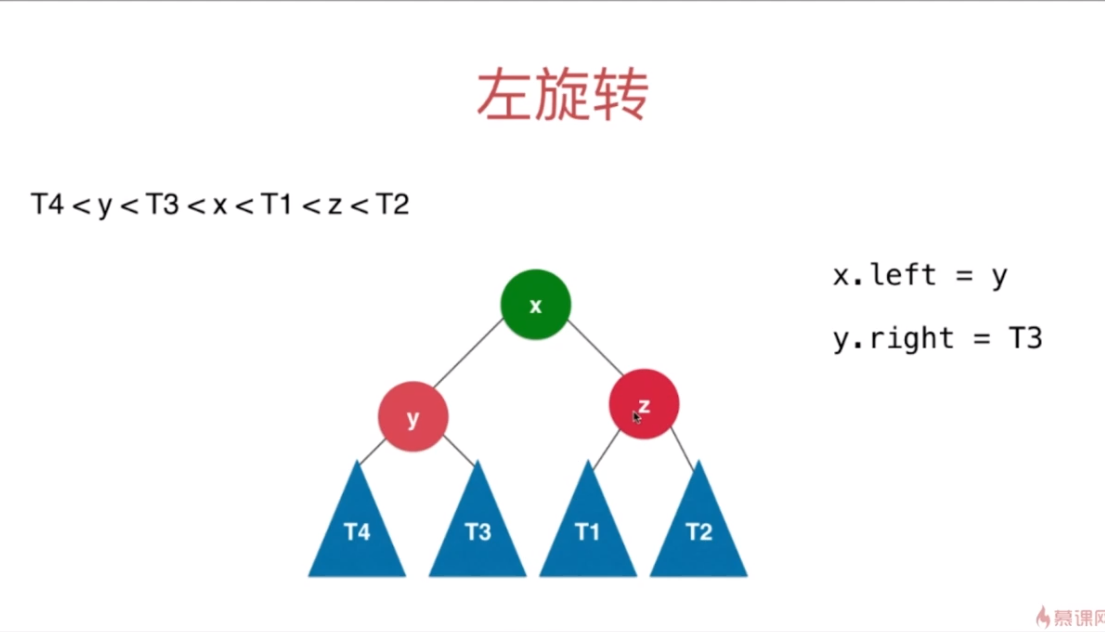 左旋转
T4 < y < T3 < x < T1 < z < T2
x.left = y
y.right = T3
x
y
z
T4
T3
T1
T2
慕课网